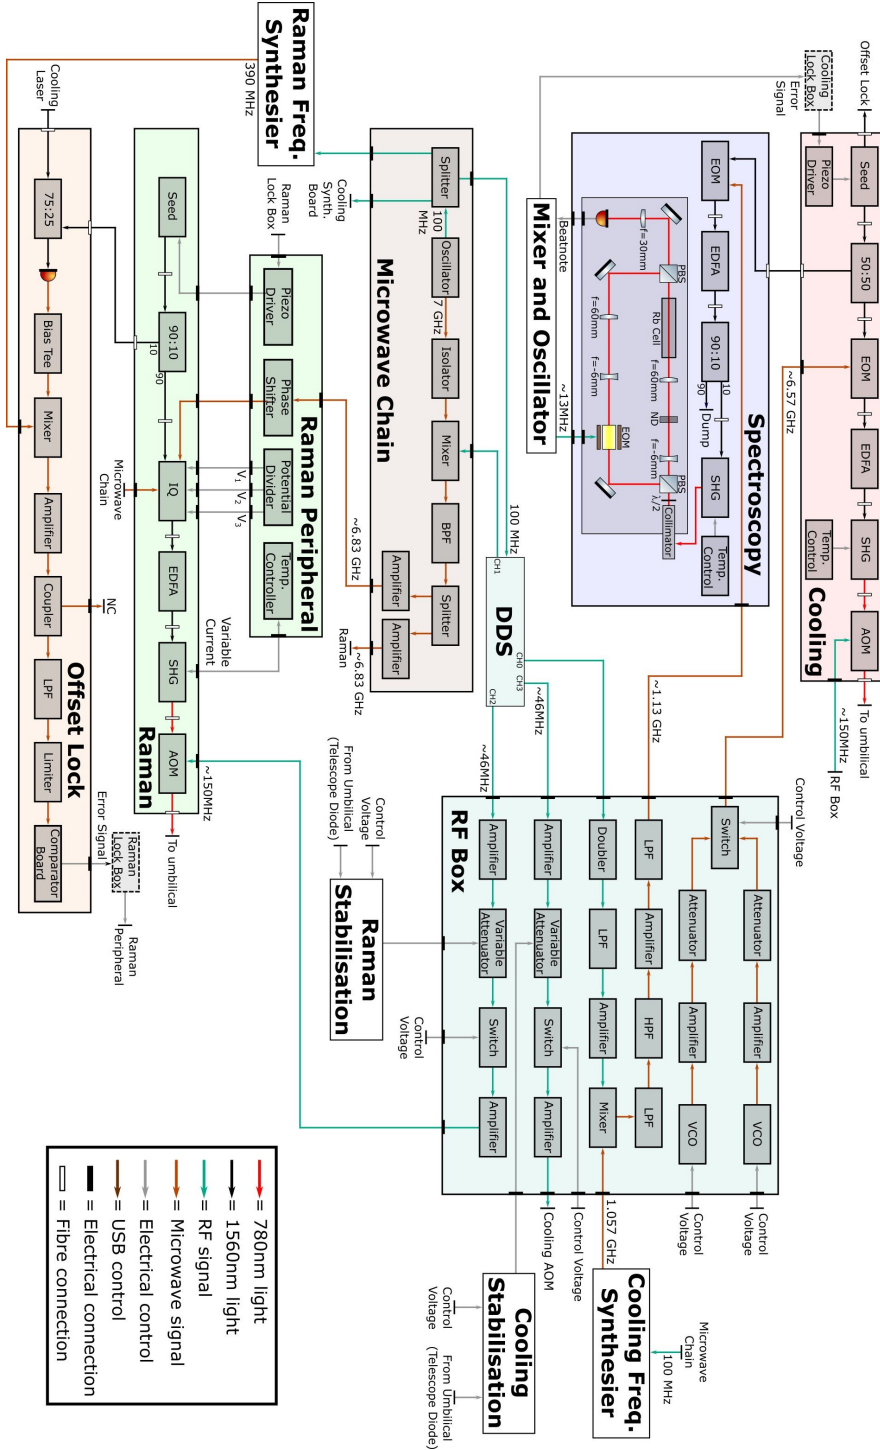 Offset Lock
Seed
50:50
EOM
EDFA
SHG
AOM
To umbilical
Cooling
Lock Box
Error
Signal
Piezo
Driver
Temp.
Control
Cooling
~150MHz
RF Box
~6.57 GHz
EOM
EDFA
90:10
10
90
Dump
SHG
Temp.
Control
Spectroscopy
PBS
Rb Cell
f=60mm
ND
f=-6mm
PBS
λ/2
Collimator
f=30mm
f=60mm
f=-6mm
EOM
Beatnote
~13MHz
Mixer and Oscillator
~1.13 GHz
Control Voltage
Switch
Attenuator
Amplifier
VCO
Control
Voltage
Attenuator
Amplifier
VCO
Control
Voltage
LPF
Amplifier
HPF
LPF
Doubler
LPF
Amplifier
Mixer
1.057 GHz
Cooling Freq.
Synthesier
Microwave
Chain
100 MHz
Control Voltage
Amplifier
Variable
Attenuator
Switch
Amplifier
Cooling AOM
Amplifier
Variable
Attenuator
Switch
Amplifier
RF Box
100 MHz
CH1
DDS
CH0
CH3
CH2
~46MHz
~46MHz
Cooling
Stabilisation
Control
Voltage
From Umbilical
(Telescope Diode)
Control
Voltage
Raman
Stabilisation
Control
Voltage
From Umbilical
(Telescope Diode)
Raman Freq.
Synthesier
390 MHz
Cooling
Synth.
Board
Splitter
100
MHz
Oscillator
7 GHz
Isolator
Mixer
BPF
Splitter
Amplifier
Amplifier
Microwave Chain
~6.83 GHz
Raman
~6.83 GHz
Raman
Lock Box
Piezo
Driver
Phase
Shifter
Potential
Divider
Temp.
Controller
Raman Peripheral
V1
V2
V3
Variable
Current
Seed
90:10
90
10
IQ
EDFA
SHG
AOM
~150MHz
To umbilical
Raman
Microwave
Chain
Cooling
Laser
75:25
Bias Tee
Mixer
Amplifier
Coupler
NC
LPF
Limiter
Comparator
Board
Offset Lock
Error Signal
Raman
Lock Box
Raman
Peripheral
= 780nm light
= 1560nm light
= RF signal
= Microwave signal
= Electrical control
= USB control
= Electrical connection
= Fibre connection